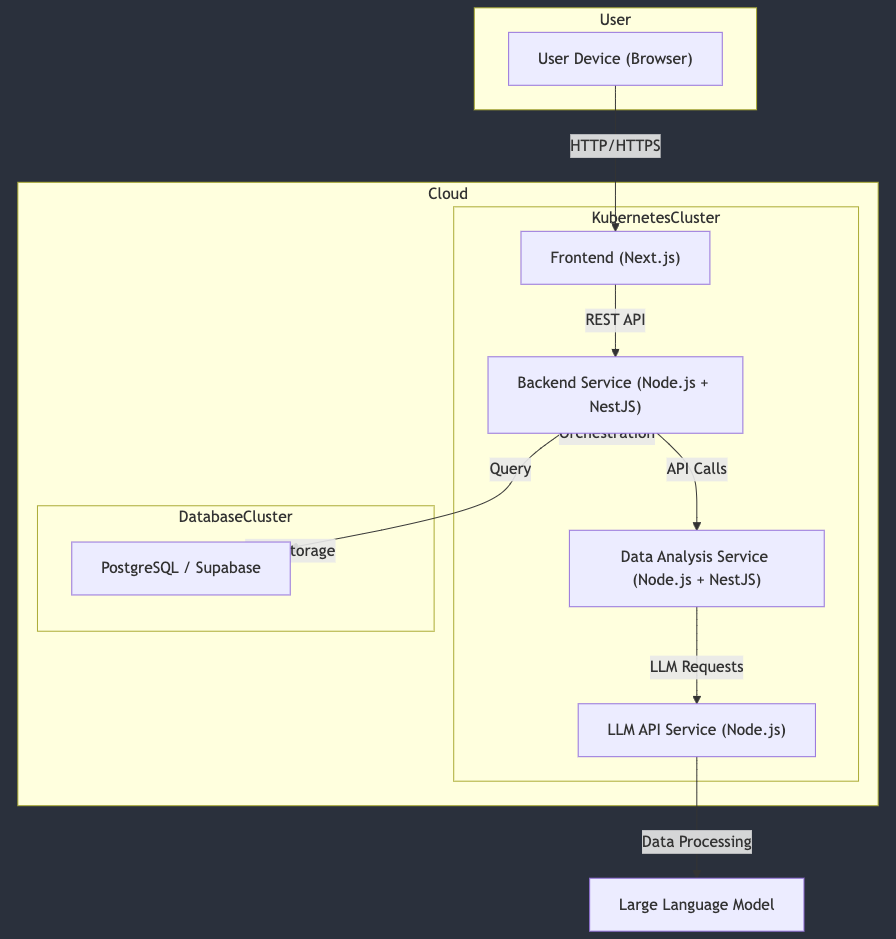 User
User Device (Browser)
HTTP/HTTPS
Cloud
KubernetesCluster
Frontend (Next.js)
REST API
Backend Service (Node.js +
NestJS)
Orchestration
Query
API Calls
DatabaseCluster
torage
PostgreSQL / Supabase
Data Analysis Service
(Node.js + NestJS)
LLM Requests
LLM API Service (Node.js)
Data Processing
Large Language Model